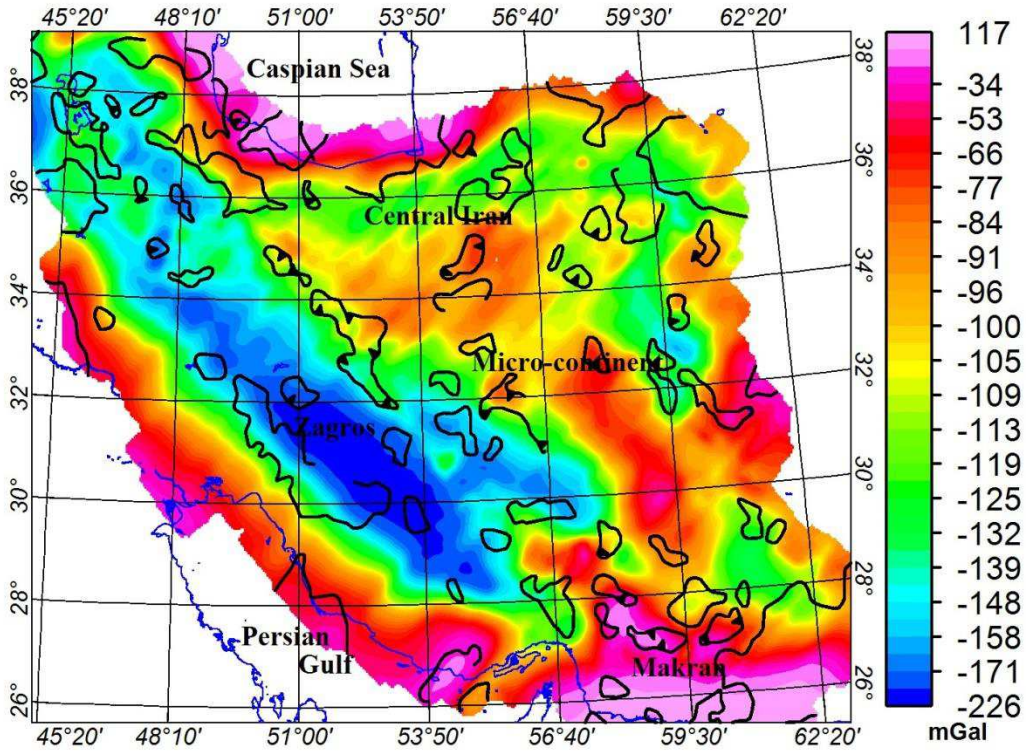 45°20' 48°10' 51°00' 53°50' 56°40' 59°30' 62°20'
117
Caspian Sea
38° 38°
-34
-53
-66
36° 36°
-77
Central Iran
-84
-91
34° 34°
-96
-100
Micro-continent
-105
32° 32°
-109
Zagros
-113
-119
30° 30°
-125
-132
-139
28° 28°
-148
Persian
Gulf
-158
Makran
-171
26° 26°
-226
mGal
45°20' 48°10' 51°00' 53°50' 56°40' 59°30' 62°20'